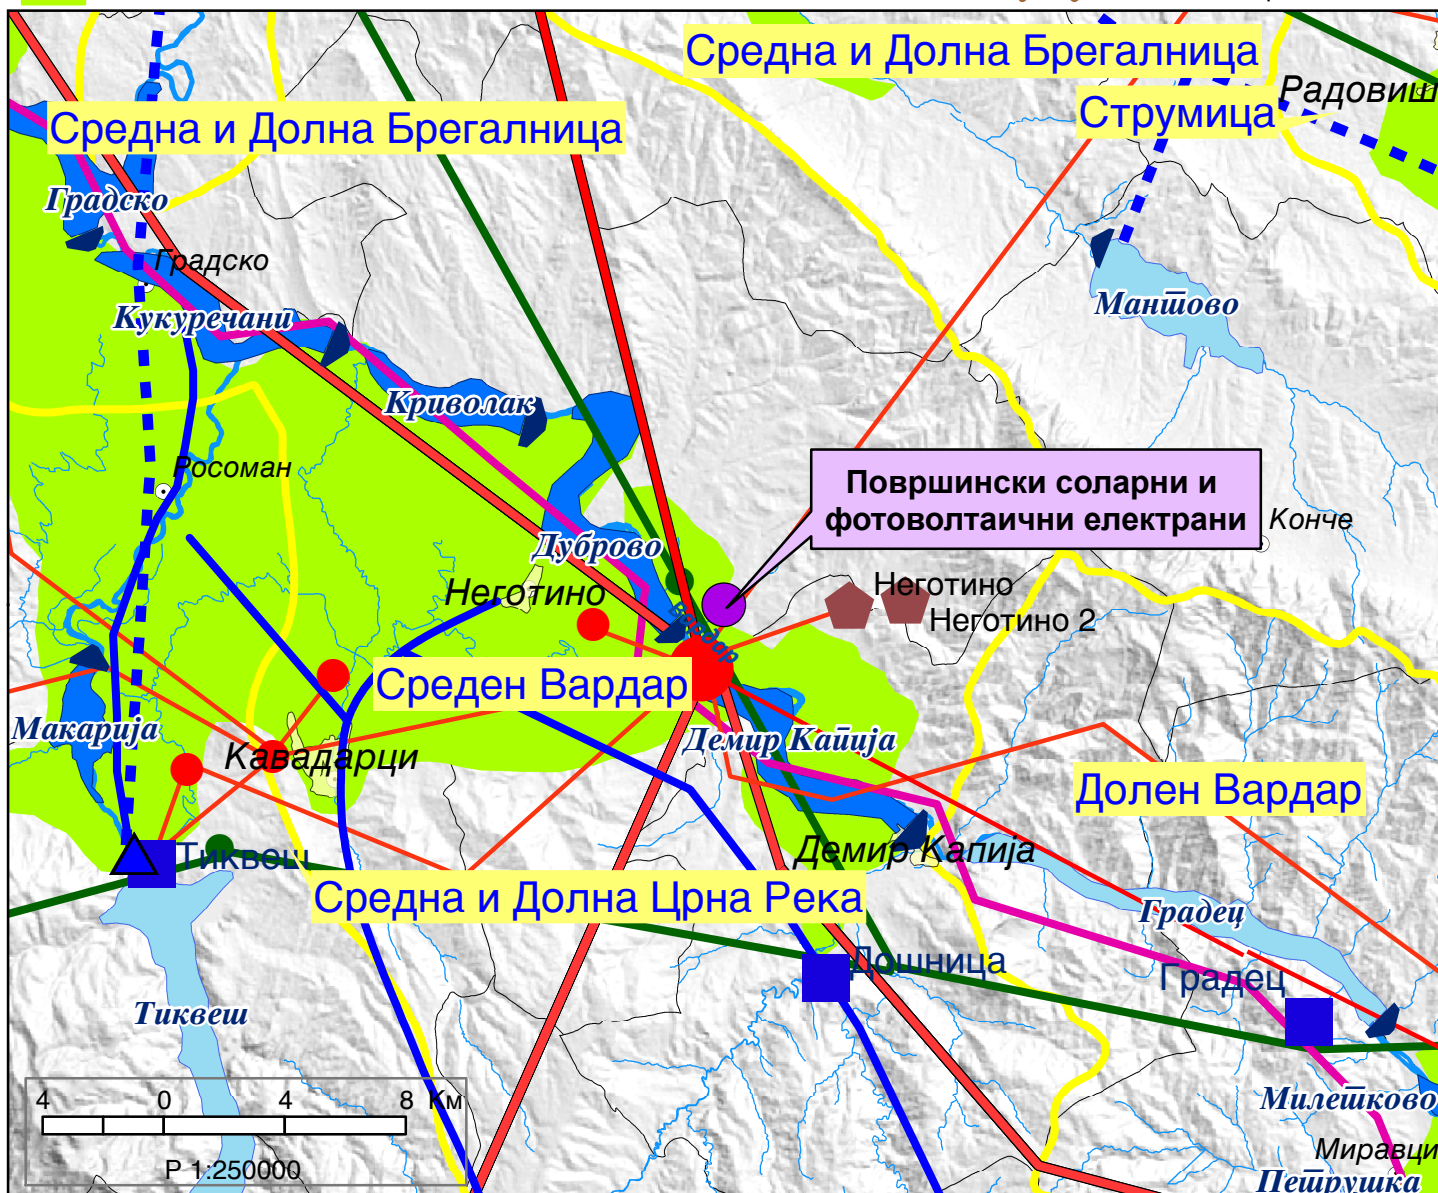 Средна и Долна Брегалница
Радовиш
Струмица
Средна и Долна Брегалница
Градско
Градско
Мантово
Кукуречани
Криволак
Росоман
Површински соларни и
фотоволтаични електрани
Конче
Дуброво
Неготино
Неготино
Неготино 2
Вардар
Среден Вардар
Макарија
Кавадарци
Демир Капија
Долен Вардар
Тиквеш
Демир Капија
Средна и Долна Црна Река
Градец
Дошница
Градец
Тиквеш
4 0 4 8 Км
Р 1:250000
Милешково
Миравци
Петрушка